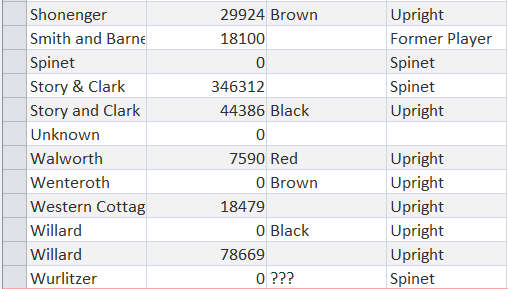 Shonenger 29924 Brown Upright
Smith and Barne 18100 Former Player
Spinet 0 Spinet
Story & Clark 346312 Spinet
Story and Clark 44386 Black Upright
Unknown 0
Walworth 7590 Red Upright
Wenteroth 0 Brown Upright
Western Cottag 18479 Upright
Willard 0 Black Upright
Willard 78669 Upright
Wurlitzer 0 ??? Spinet